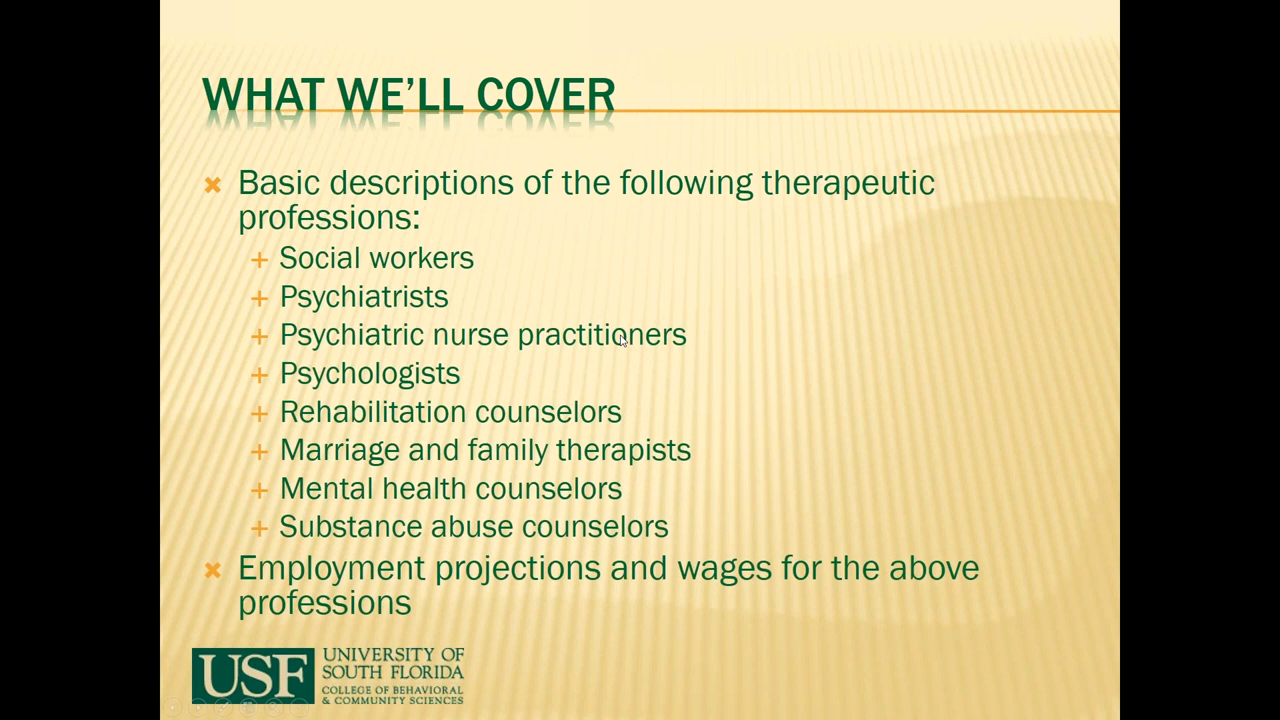 WHAT WE’LL COVER
Basic descriptions of the following therapeutic
professions:
Social workers
Psychiatrists
Psychiatric nurse practitioners
Psychologists
Rehabilitation counselors
Marriage and family therapists
Mental health counselors
Substance abuse counselors
Employment projections and wages for the above
professions
USF
UNIVERSITY OF
SOUTH FLORIDA
COLLEGE OF BEHAVIORAL
& COMMUNITY SCIENCES